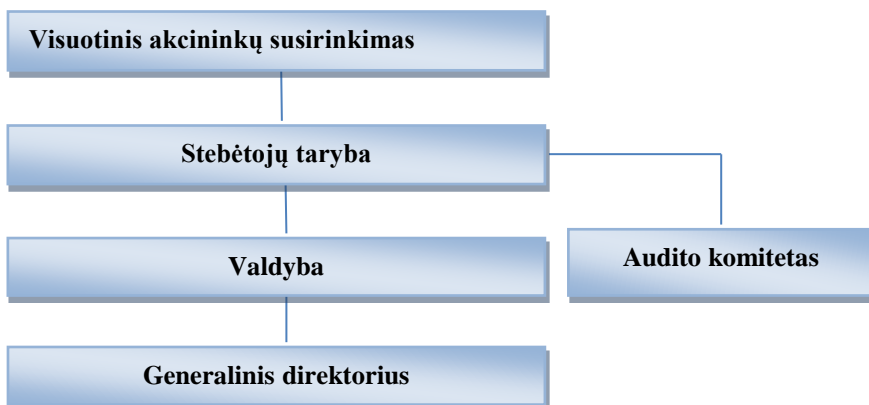 Visuotinis akcininkų susirinkimas
Stebėtojų taryba
Valdyba
Audito komitetas
Generalinis direktorius